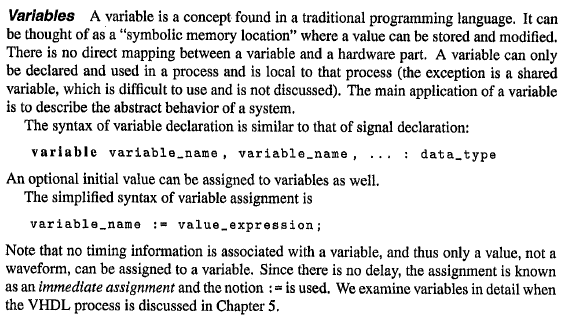 Variables A variable is a concept found in a traditional programming language. It can
be thought of as a “symbolic memory location” where a value can be stored and modified.
There is no direct mapping between a variable and a hardware part. A variable can only
be declared and used in a process and is local to that process (the exception is a shared
variable, which is difficult to use and is not discussed). The main application of a variable
is to describe the abstract behavior of a system.
The syntax of variable declaration is similar to that of signal declaration:
variable variable_name, variable_name, ... : data_type
An optional initial value can be assigned to variables as well.
The simplified syntax of variable assignment is
variable_name := value_expression;
Note that no timing information is associated with a variable, and thus only a value, not a
waveform, can be assigned to a variable. Since there is no delay, the assignment is known
as an immediate assignment and the notion := is used. We examine variables in detail when
the VHDL process is discussed in Chapter 5.